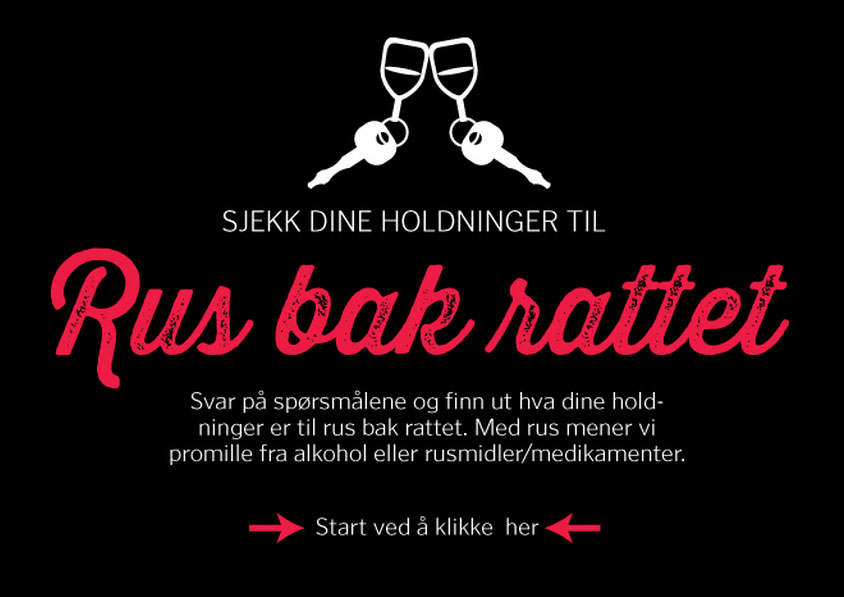 SJEKK DINE HOLDNINGER TIL
Rus bak rattet
Svar på spørsmålene og finn ut hva dine hold-
ninger er til rus bak rattet. Med rus mener vi
promille fra alkohol eller rusmidler/medikamenter.
Start ved å klikke her